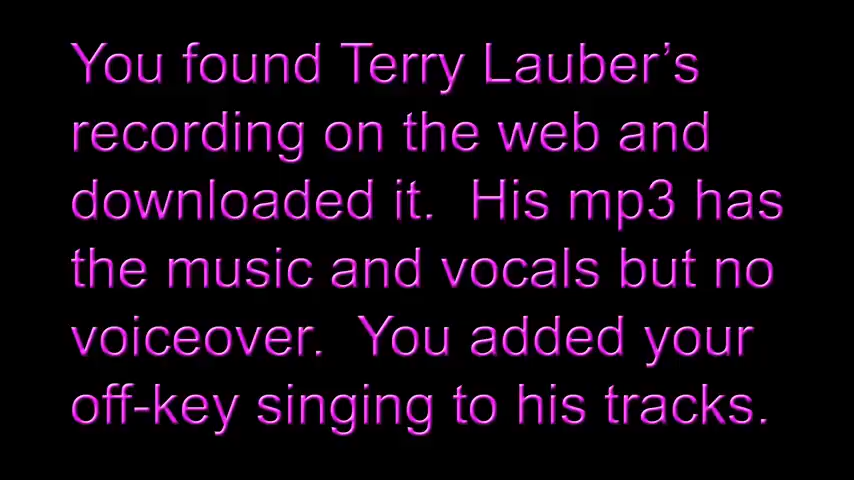 You found Terry Lauber’s
recording on the web and
downloaded it.  His mp3 has
the music and vocals but no
voiceover.  You added your
off-key singing to his tracks.